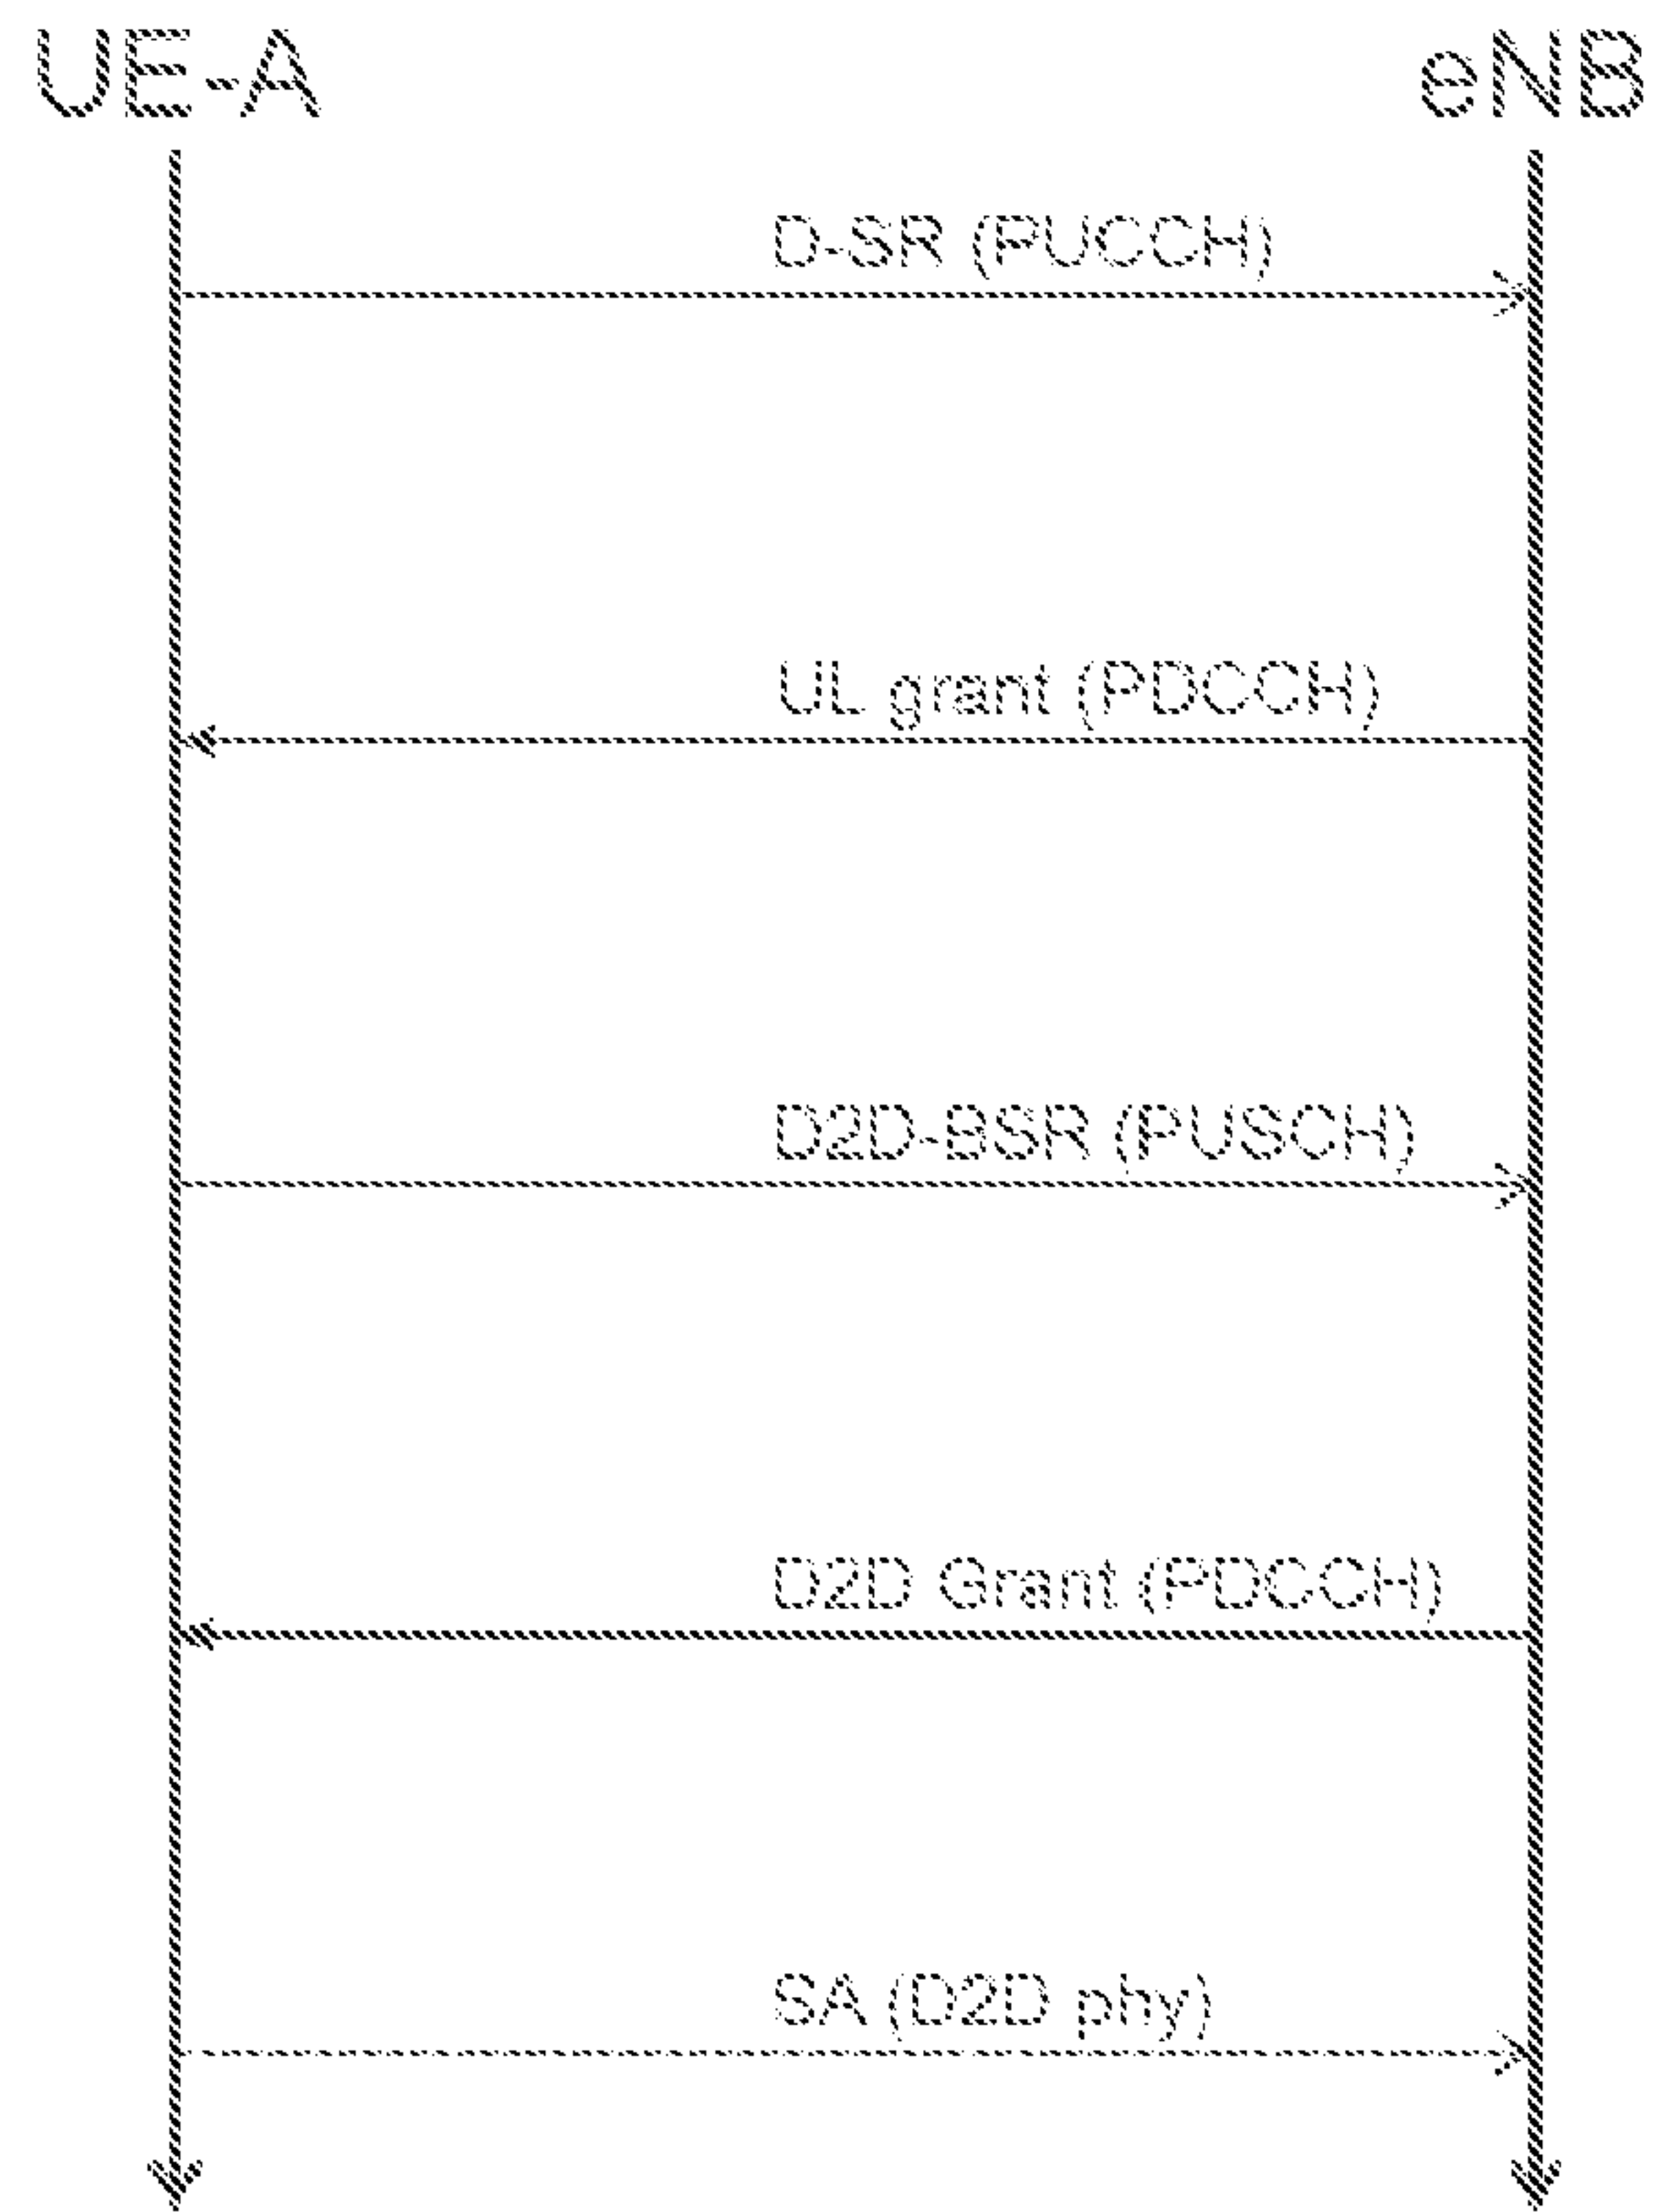 UE-A eNB
D-SR (PUCCH)
UL grant (PDCCH)
D2D-BSR (PUSCH)
D2D Grant (PDCCH)
SA (D2D phy)